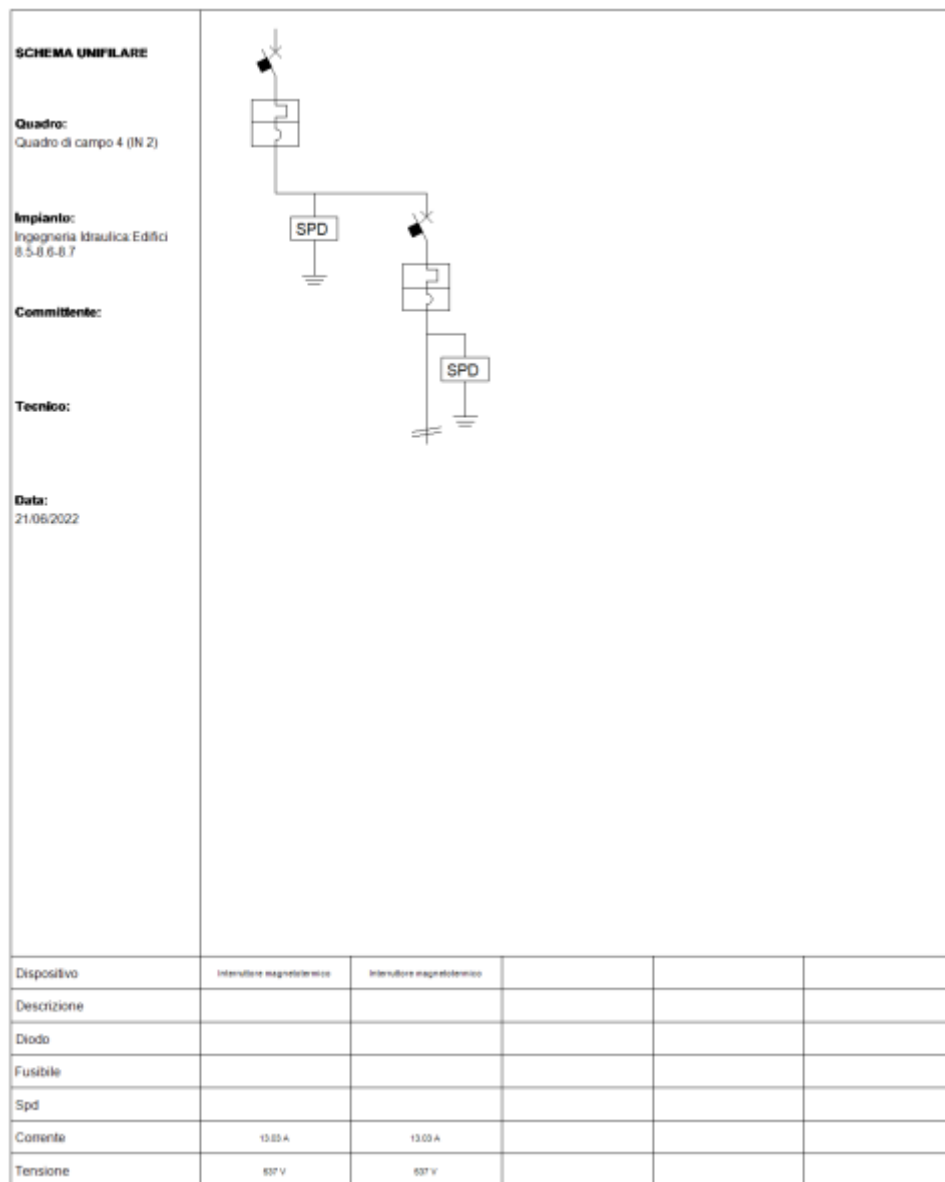 SCHEMA UNIFILARE
Quadro:
Quadro di campo 4 (IN 2)
Impianto:
Ingegneria Idraulica Edifici
8.5-8.6-8.7
Committente:
Tecnico:
Data:
21/06/2022
SPD
SPD
Dispositivo Interruttore magnetotermico Interruttore magnetotermico
Descrizione
Diodo
Fusibile
Spd
Corrente 13.03 A 13.03 A
Tensione 637 V 637 V